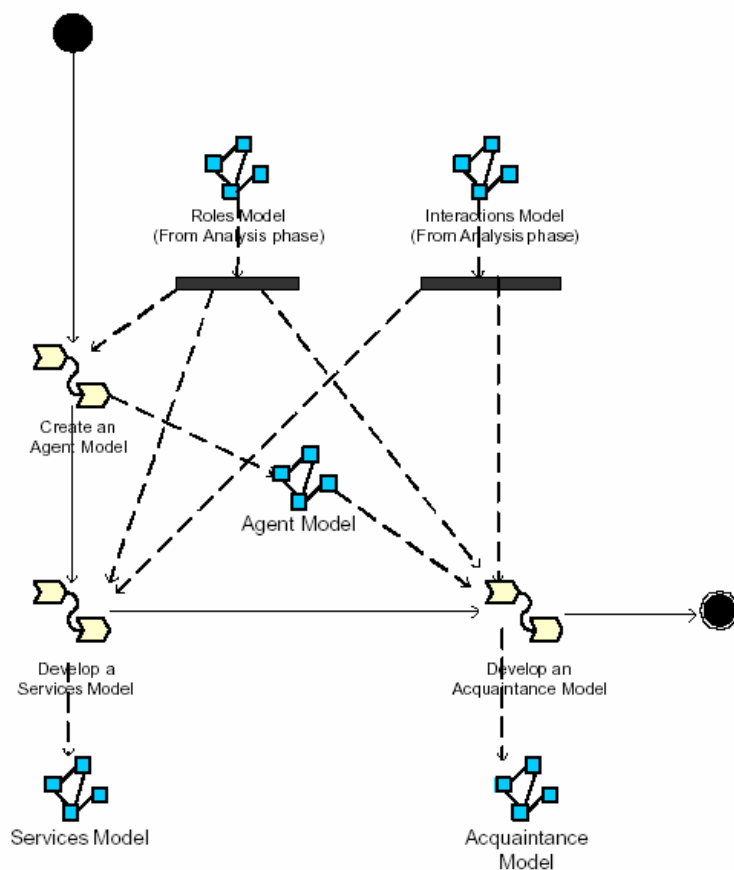 Roles Model
(From Analysis phase)
Interactions Model
(From Analysis phase)
Create an
Agent Model
Agent Model
Develop a
Services Model
Develop an
Acquaintance Model
Services Model
Acquaintance
Model